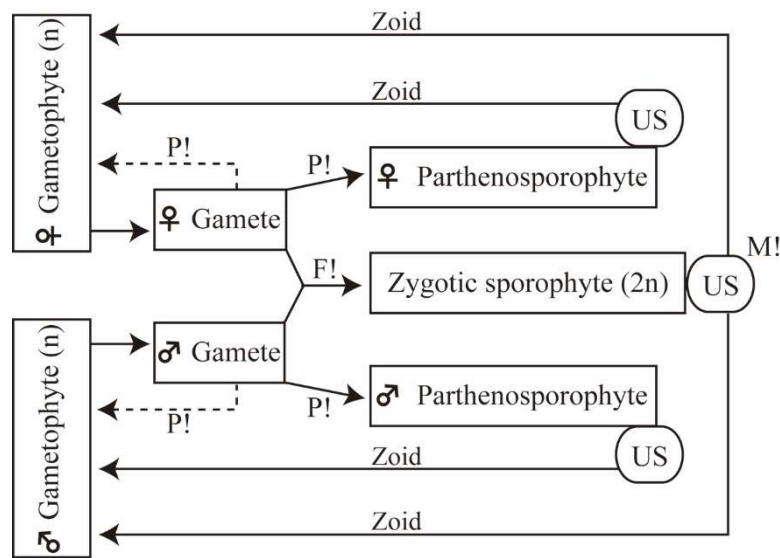 Zoid
Zoid
US
P!
P!
♀ Gametophyte (n)
♀ Parthenosporophyte
♀ Gamete
M!
F!
Zygotic sporophyte (2n)
US
♂ Gamete
♂ Gametophyte (n)
♂ Parthenosporophyte
P!
P!
US
Zoid
Zoid